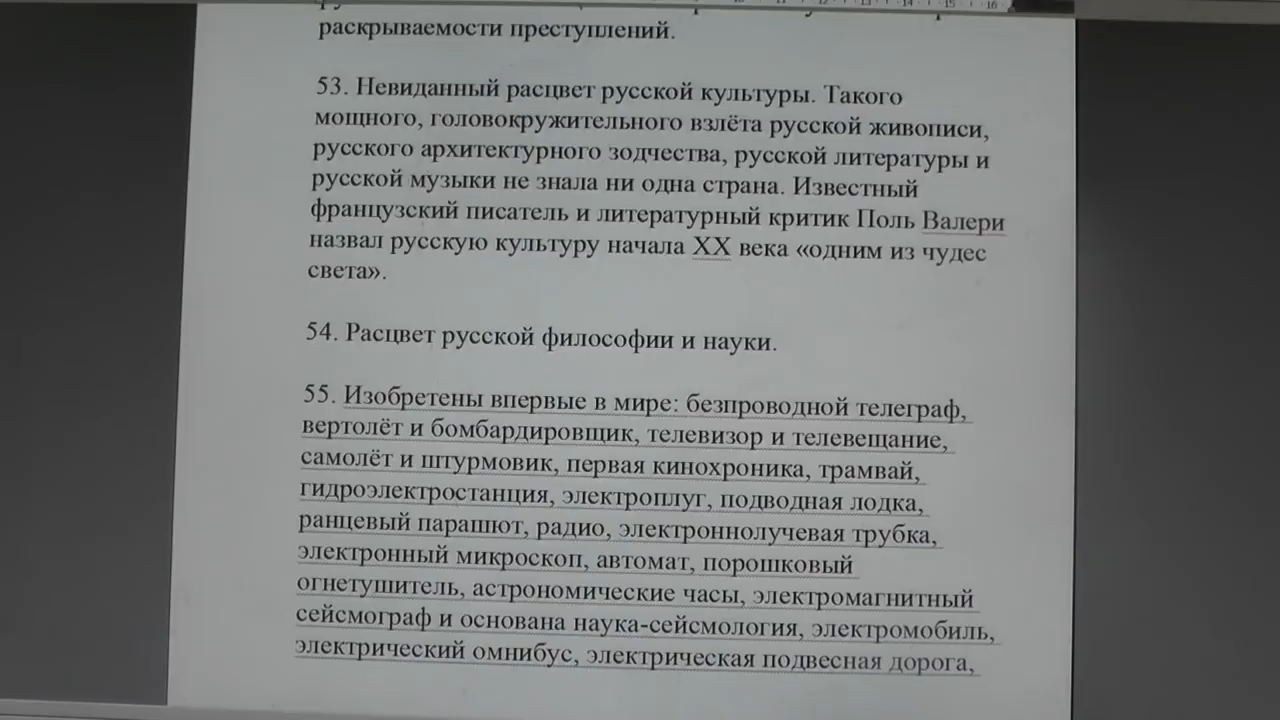 раскрываемости преступлений.
53. Невиданный расцвет русской культуры. Такого
мощного, головокружительного взлёта русской живописи,
русского архитектурного зодчества, русской литературы и
русской музыки не знала ни одна страна. Известный
французский писатель и литературный критик Поль Валери
назвал русскую культуру начала XX века «одним из чудес
света».
54. Расцвет русской философии и науки.
55. Изобретены впервые в мире: безпроводной телеграф,
вертолёт и бомбардировщик, телевизор и телевещание,
самолёт и штурмовик, первая кинохроника, трамвай,
гидроэлектростанция, электроплуг, подводная лодка,
ранцевый парашют, радио, электроннолучевая трубка,
электронный микроскоп, автомат, порошковый
огнетушитель, астрономические часы, электромагнитный
сейсмограф и основана наука-сейсмология, электромобиль,
электрический омнибус, электрическая подвесная дорога,